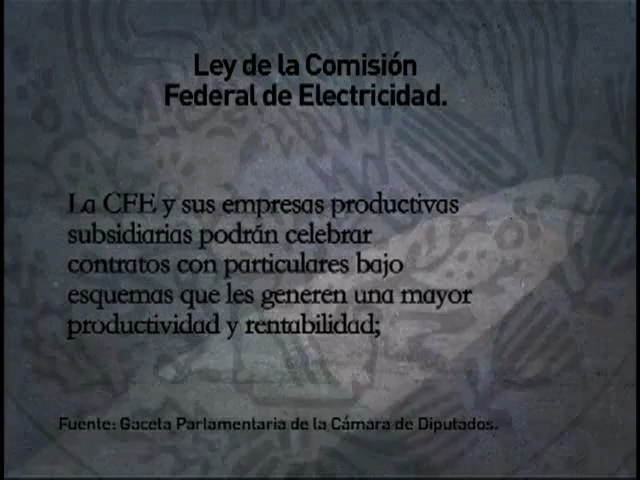 Ley de la Comisión
Federal de Electricidad.
La CFE y sus empresas productivas
subsidiarias podrán celebrar
contratos con particulares bajo
esquemas que les generen una mayor
productividad y rentabilidad;
Fuente: Gaceta Parlamentaria de la Cámara de Diputados.